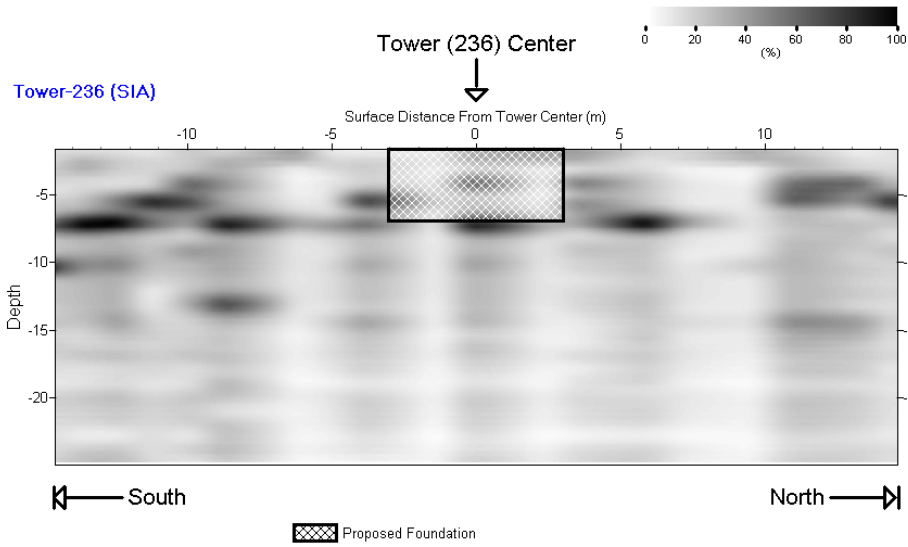 0 20 40 60 80 100
(%)
Tower (236) Center
Tower-236 (SIA)
Surface Distance From Tower Center (m)
-10 -5 0 5 10
-5
-10
-15
-20
Depth
South
North
Proposed Foundation